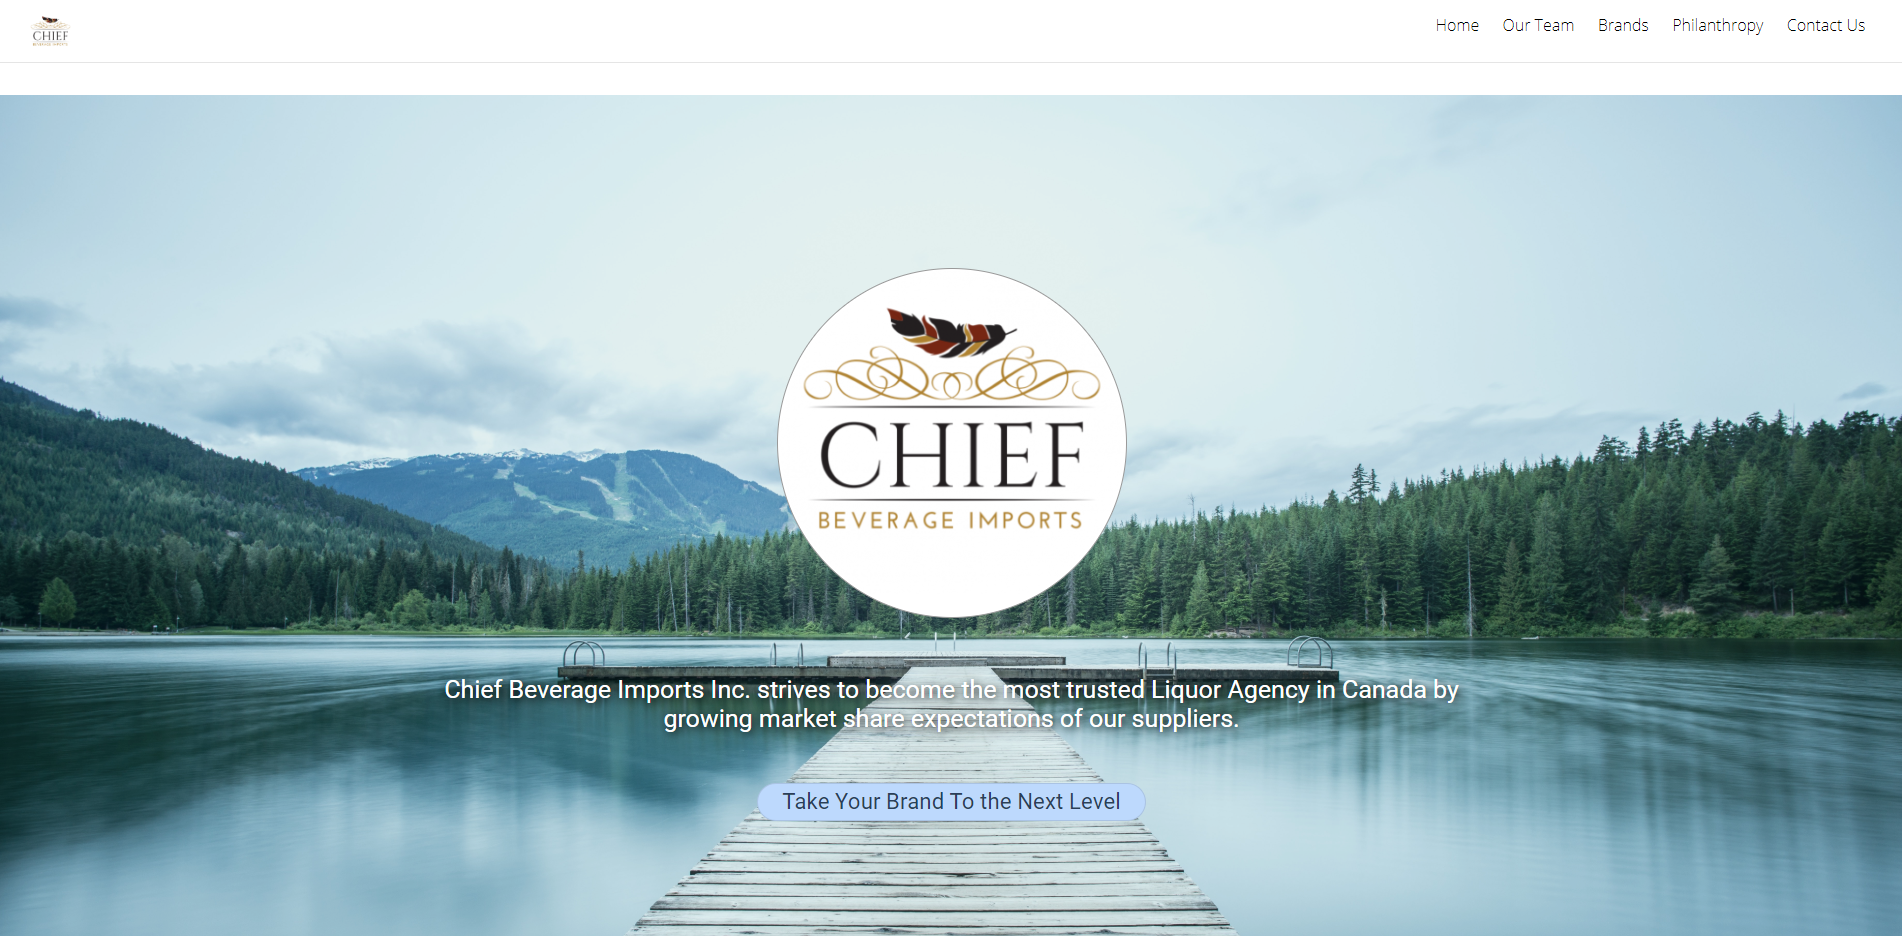 CHIEF
BEVERAGE IMPORTS
Home Our Team Brands Philanthropy Contact Us
CHIEF
BEVERAGE IMPORTS
Chief Beverage Imports Inc. strives to become the most trusted Liquor Agency in Canada by
growing market share expectations of our suppliers.
Take Your Brand To the Next Level